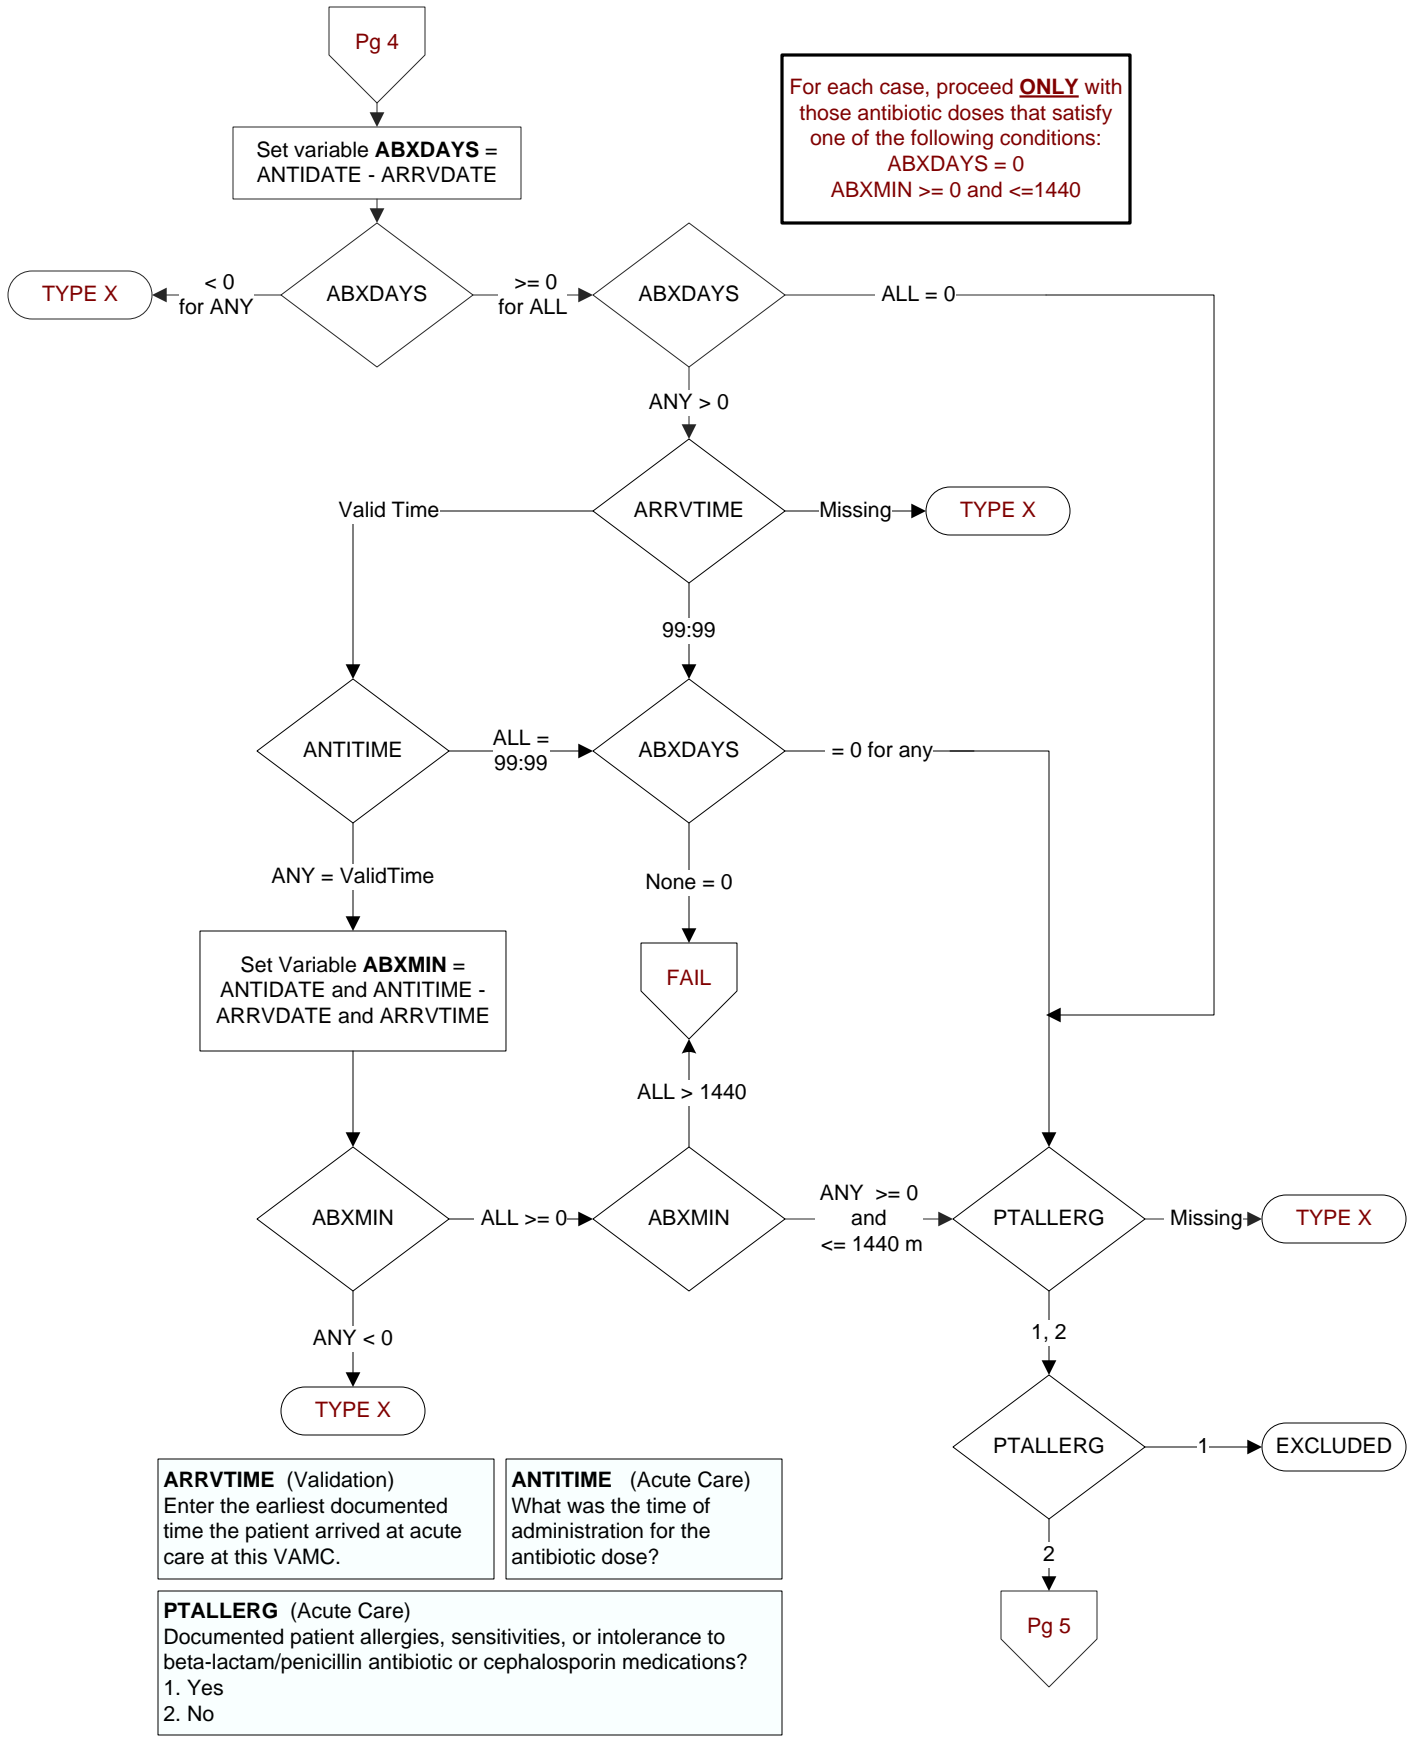 Pg 4
For each case, proceed ONLY with
those antibiotic doses that satisfy
one of the following conditions:
ABXDAYS = 0
ABXMIN >= 0 and <=1440
Set variable ABXDAYS =
ANTIDATE - ARRVDATE
TYPE X
< 0
for ANY
ABXDAYS
>= 0
for ALL
ABXDAYS
ALL = 0
ANY > 0
Valid Time
ARRVTIME
Missing
TYPE X
99:99
ANTITIME
ALL =
99:99
ABXDAYS
= 0 for any
ANY = ValidTime
None = 0
Set Variable ABXMIN =
ANTIDATE and ANTITIME -
ARRVDATE and ARRVTIME
FAIL
ALL > 1440
ABXMIN
ALL >= 0
ABXMIN
ANY >= 0
and
<= 1440 m
PTALLERG
Missing
TYPE X
ANY < 0
1, 2
TYPE X
PTALLERG
1
EXCLUDED
2
Pg 5
ARRVTIME (Validation)
Enter the earliest documented
time the patient arrived at acute
care at this VAMC.
ANTITIME (Acute Care)
What was the time of
administration for the
antibiotic dose?
PTALLERG (Acute Care)
Documented patient allergies, sensitivities, or intolerance to
beta-lactam/penicillin antibiotic or cephalosporin medications?
1. Yes
2. No